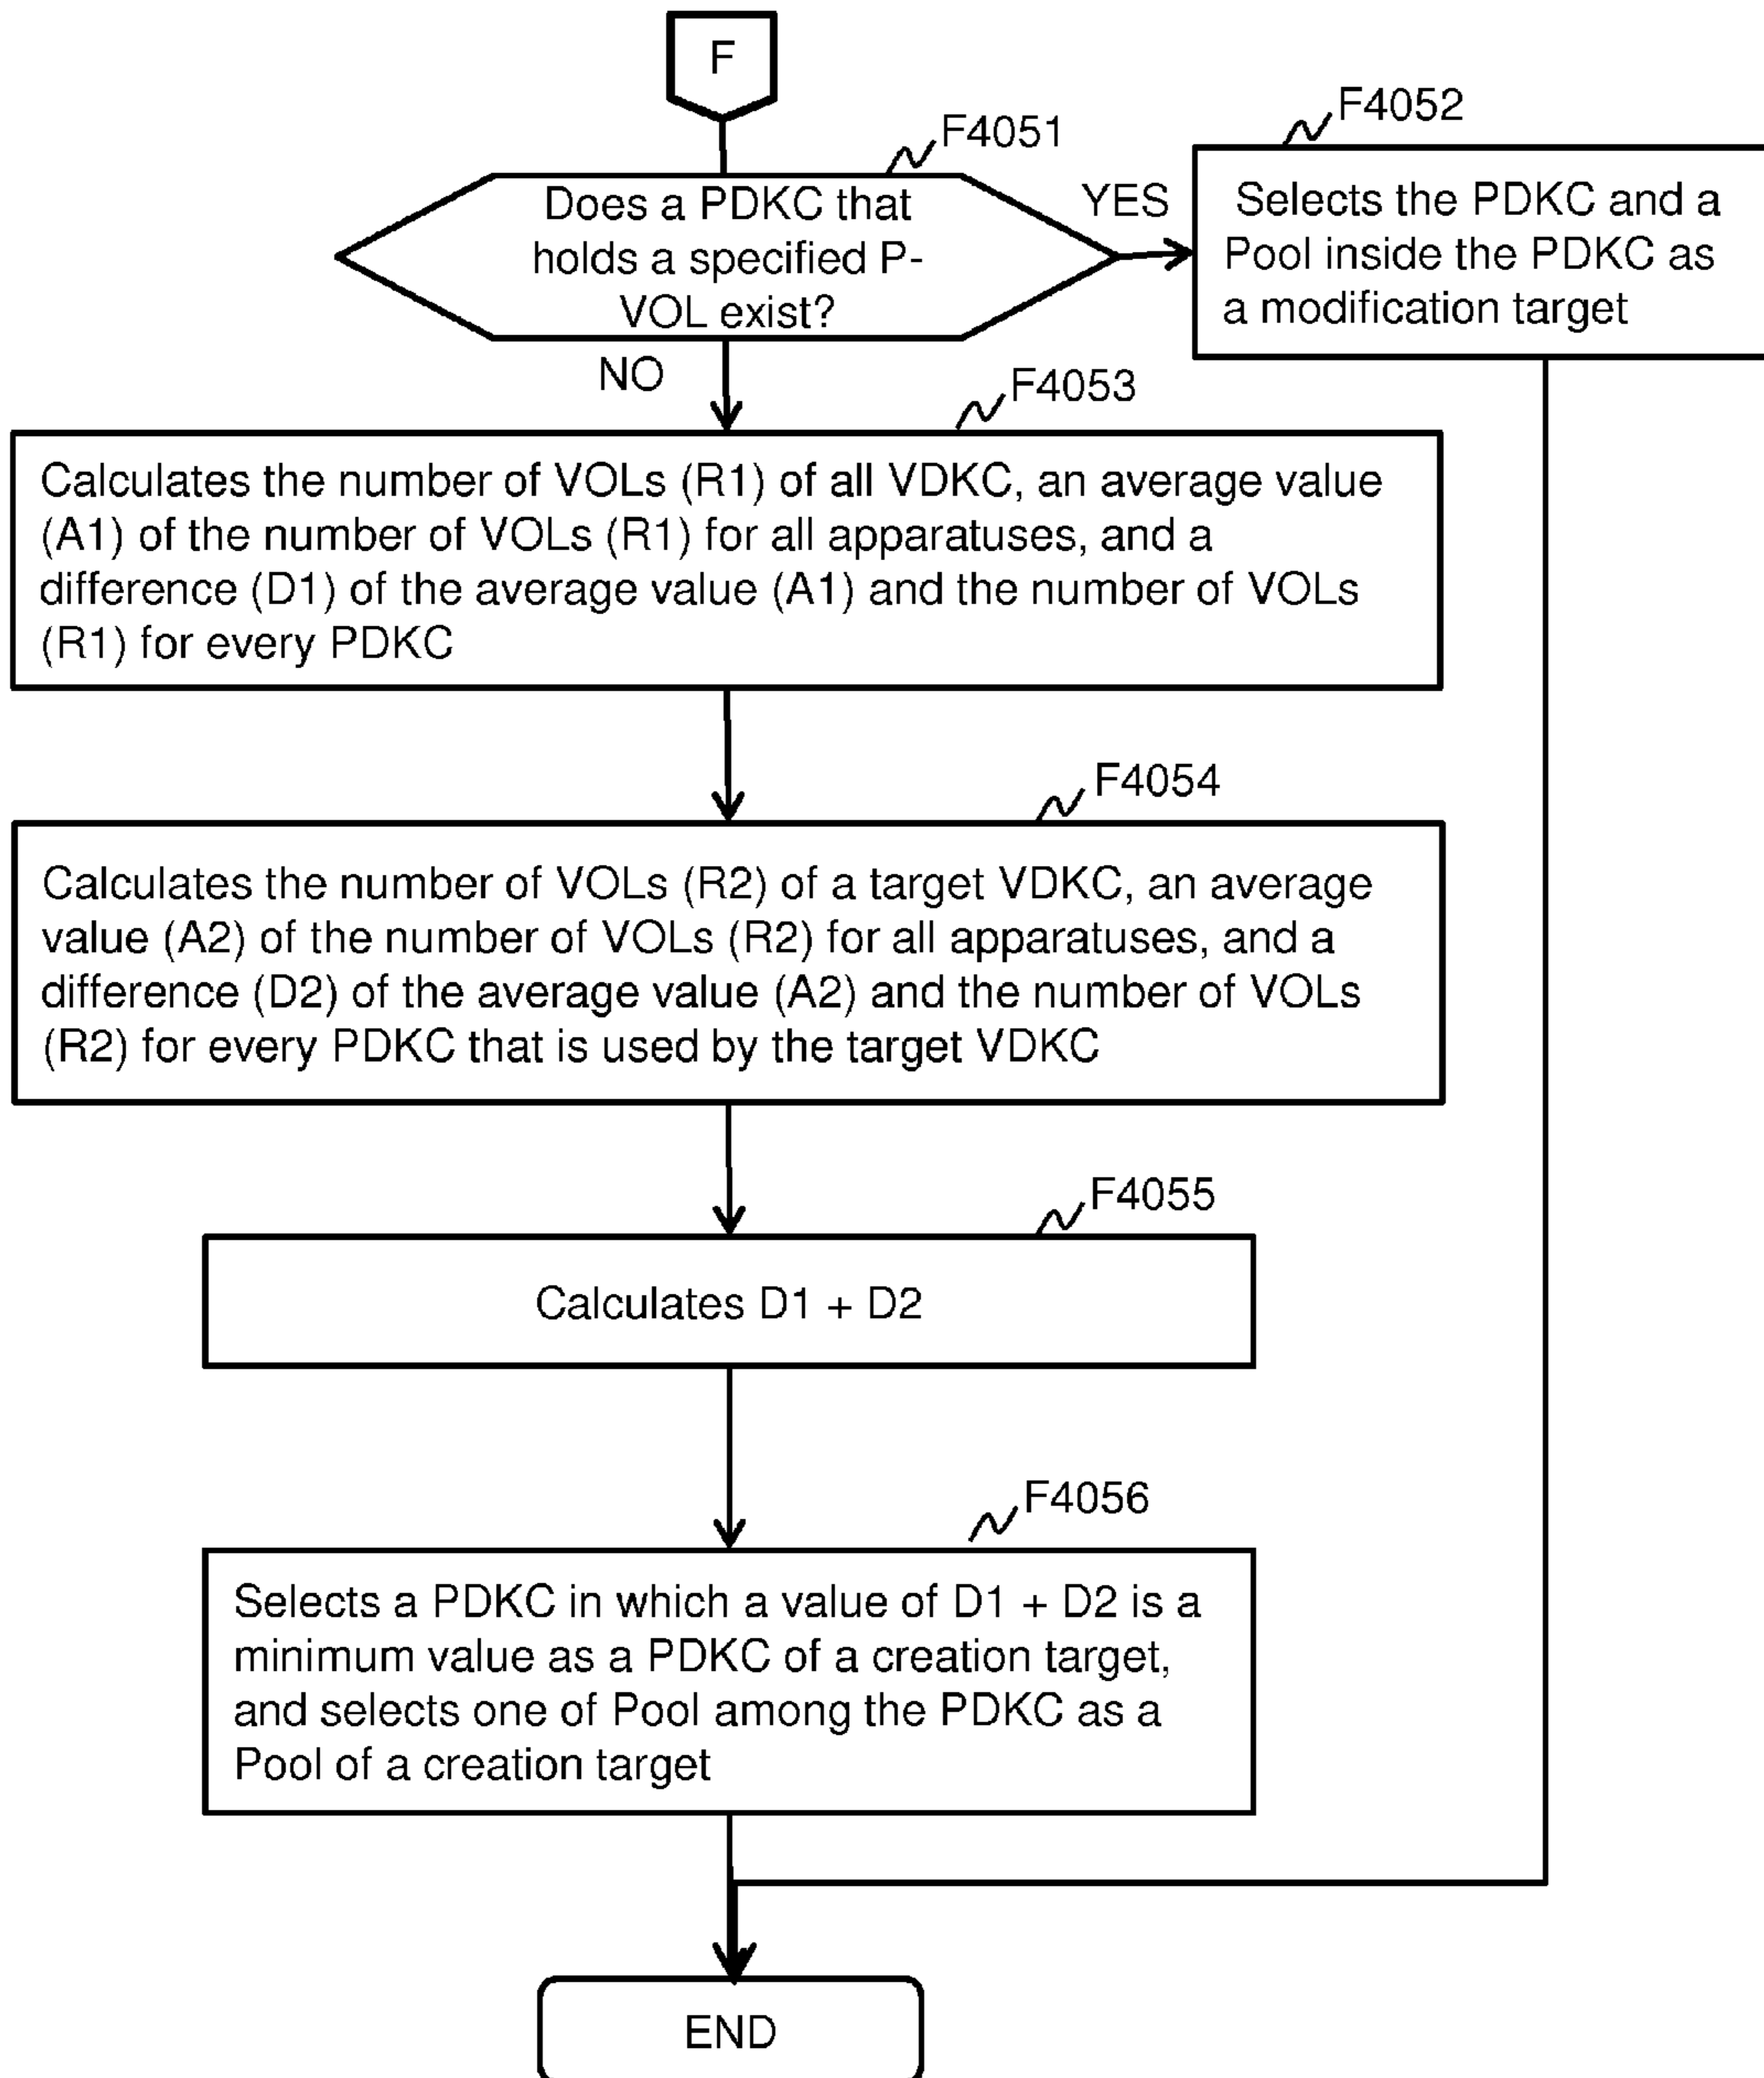 F
F4051
Does a PDKC that
holds a specified P-
VOL exist?
YES
F4052
Selects the PDKC and a
Pool inside the PDKC as
a modification target
NO
F4053
Calculates the number of VOLs (R1) of all VDKC, an average value
(A1) of the number of VOLs (R1) for all apparatuses, and a
difference (D1) of the average value (A1) and the number of VOLs
(R1) for every PDKC
F4054
Calculates the number of VOLs (R2) of a target VDKC, an average
value (A2) of the number of VOLs (R2) for all apparatuses, and a
difference (D2) of the average value (A2) and the number of VOLs
(R2) for every PDKC that is used by the target VDKC
F4055
Calculates D1 + D2
F4056
Selects a PDKC in which a value of D1 + D2 is a
minimum value as a PDKC of a creation target,
and selects one of Pool among the PDKC as a
Pool of a creation target
END